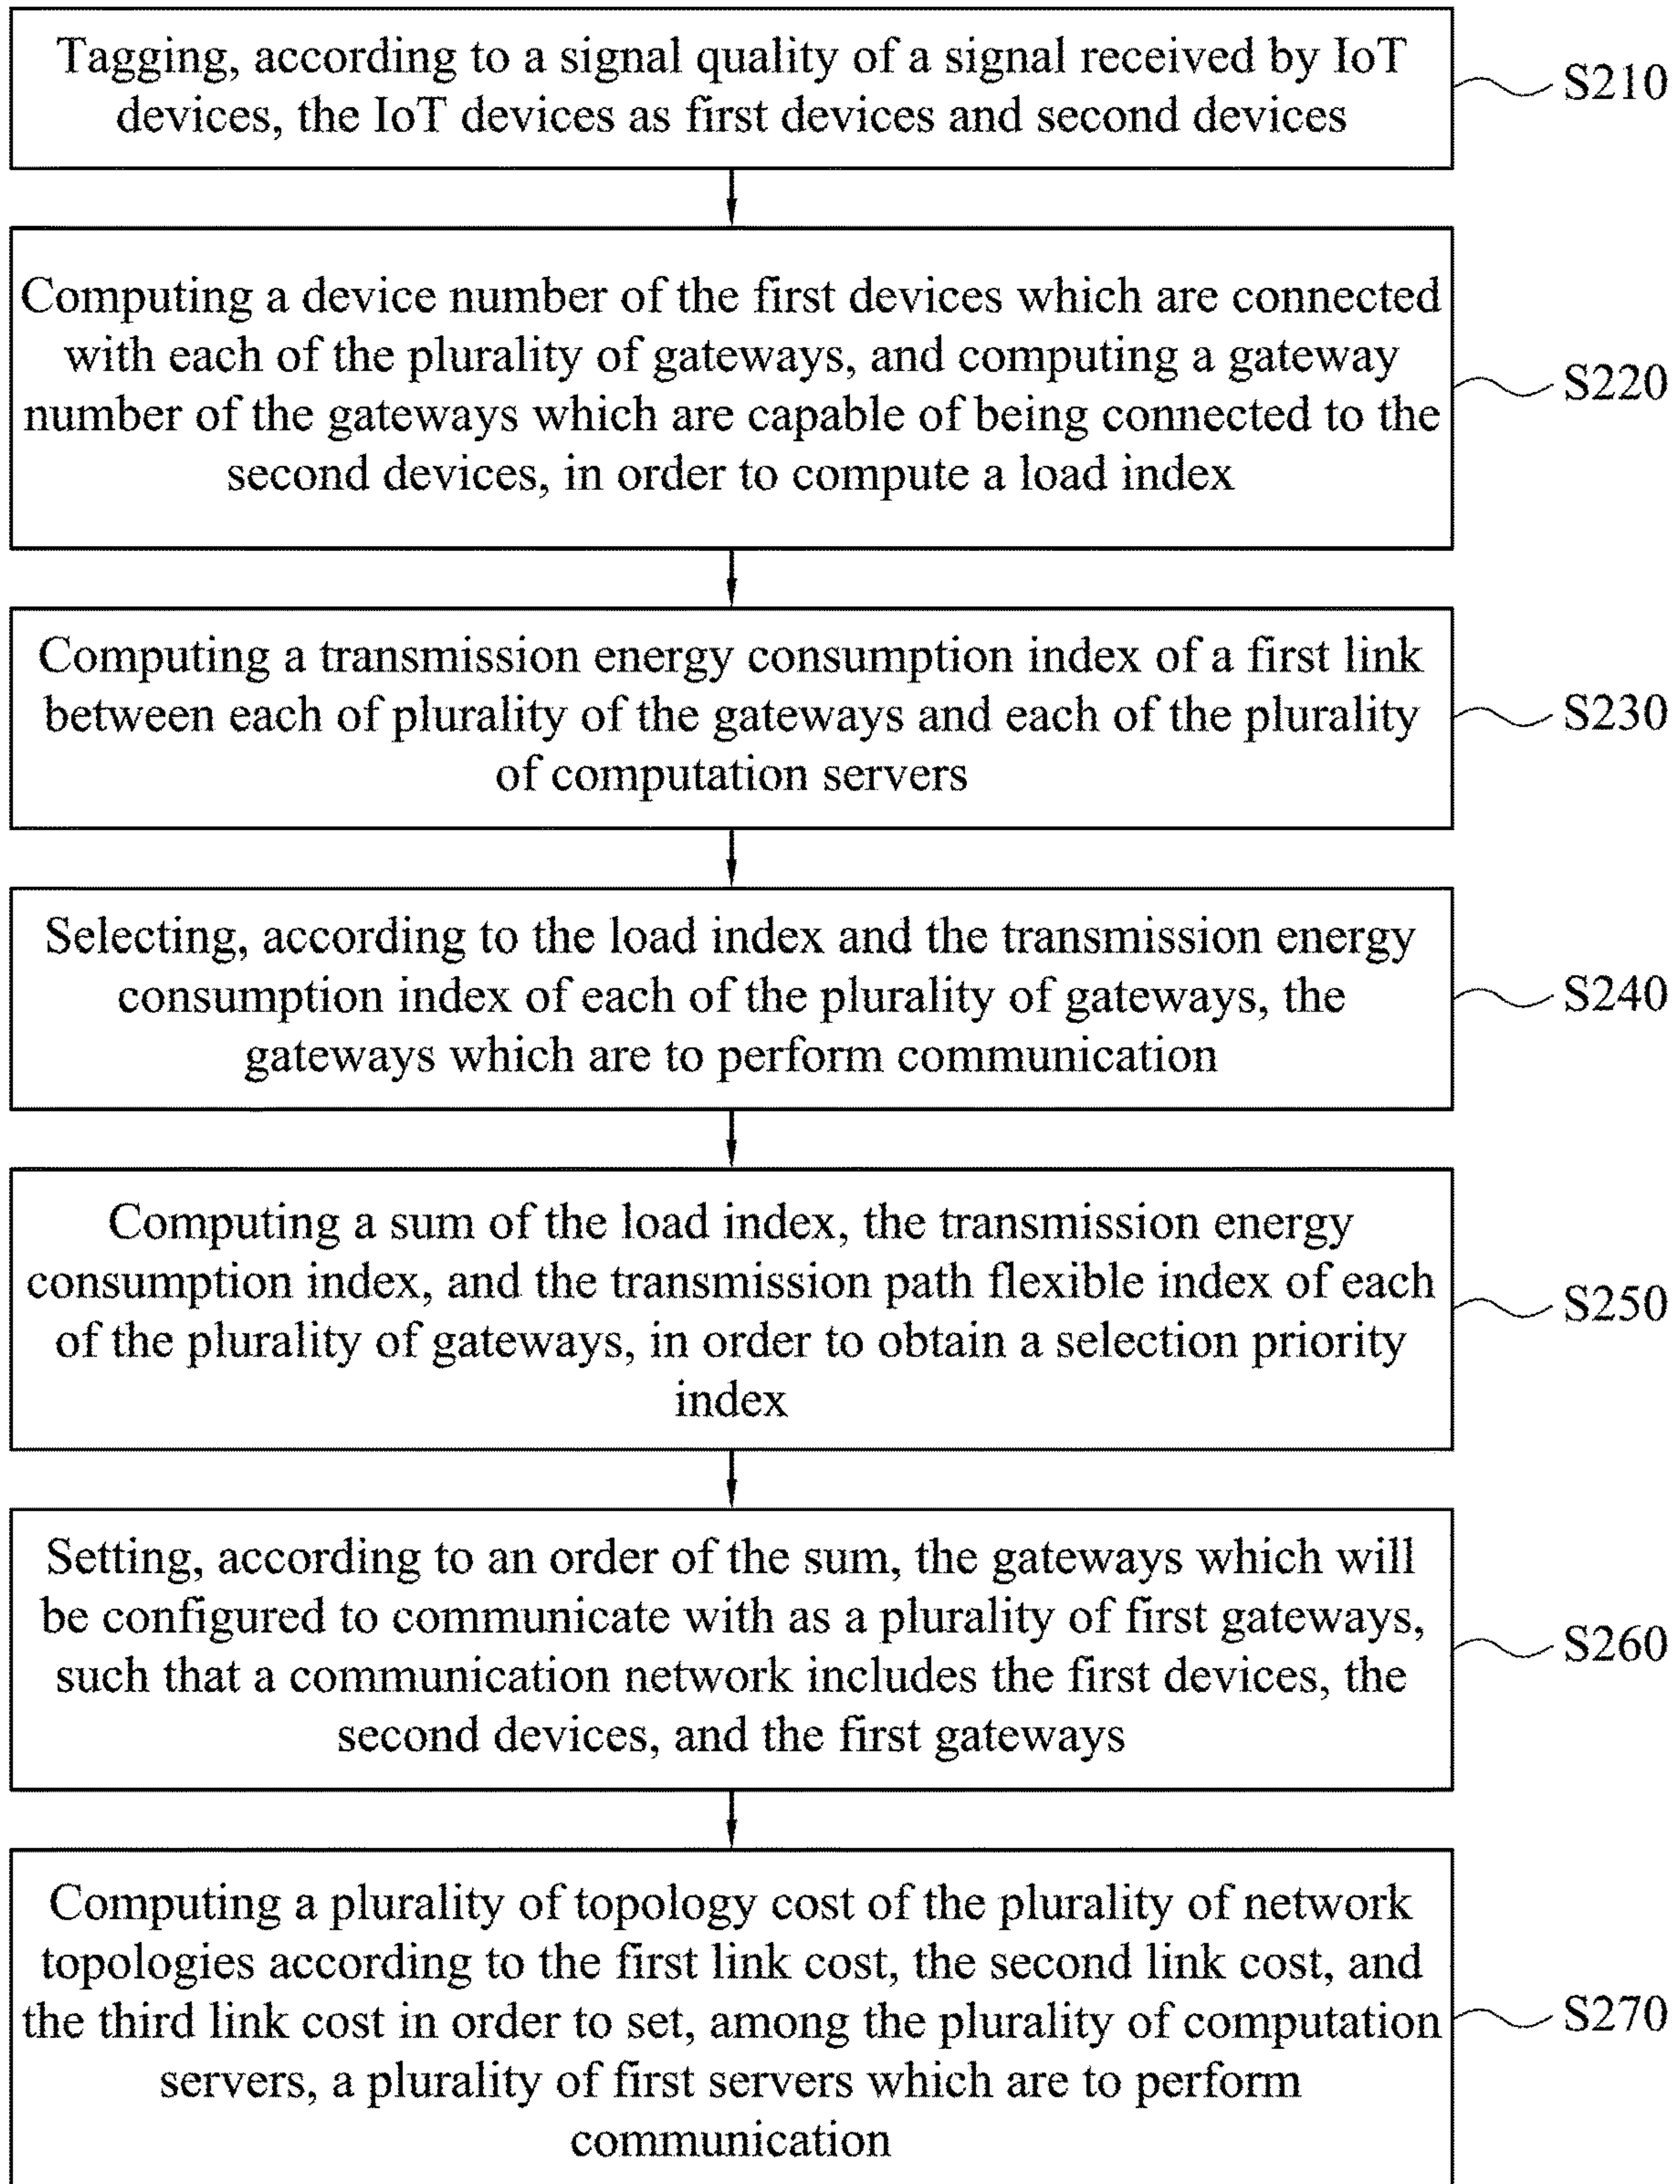 Tagging, according to a signal quality of a signal received by IoT
devices, the IoT devices as first devices and second devices
S210
Computing a device number of the first devices which are connected
with each of the plurality of gateways, and computing a gateway
number of the gateways which are capable of being connected to the
second devices, in order to compute a load index
S220
Computing a transmission energy consumption index of a first link
between each of plurality of the gateways and each of the plurality
of computation servers
S230
Selecting, according to the load index and the transmission energy
consumption index of each of the plurality of gateways, the
gateways which are to perform communication
S240
Computing a sum of the load index, the transmission energy
consumption index, and the transmission path flexible index of each
of the plurality of gateways, in order to obtain a selection priority
index
S250
Setting, according to an order of the sum, the gateways which will
be configured to communicate with as a plurality of first gateways,
such that a communication network includes the first devices, the
second devices, and the first gateways
S260
Computing a plurality of topology cost of the plurality of network
topologies according to the first link cost, the second link cost, and
the third link cost in order to set, among the plurality of computation
servers, a plurality of first servers which are to perform
communication
S270